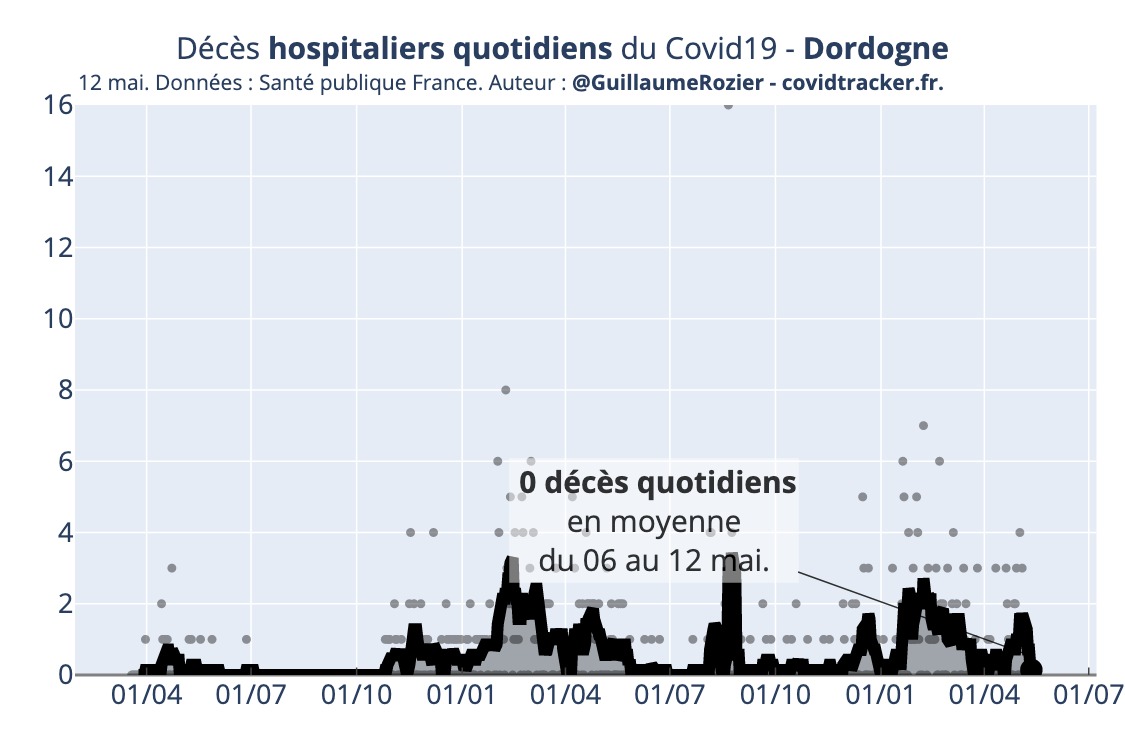 Décès hospitaliers quotidiens du Covid19 - Dordogne
12 mai. Données : Santé publique France. Auteur : @GuillaumeRozier - covidtracker.fr.
16
14
12
10
8
6
4
2
0
0 décès quotidiens
en moyenne
du 06 au 12 mai.
01/04 01/07 01/10 01/01 01/04 01/07 01/10 01/01 01/04 01/07